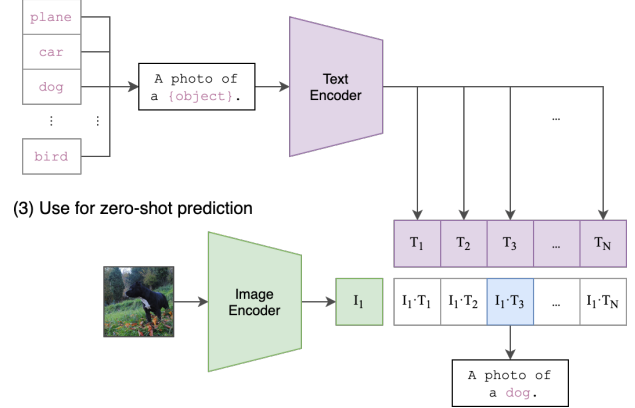 plane
car
dog
⋮ ⋮
bird
A photo of
a {object}.
Text
Encoder
...
(3) Use for zero-shot prediction
T1 T2 T3 ... TN
Image
Encoder
I1
I1·T1 I1·T2 I1·T3 ... I1·TN
A photo of
a dog.